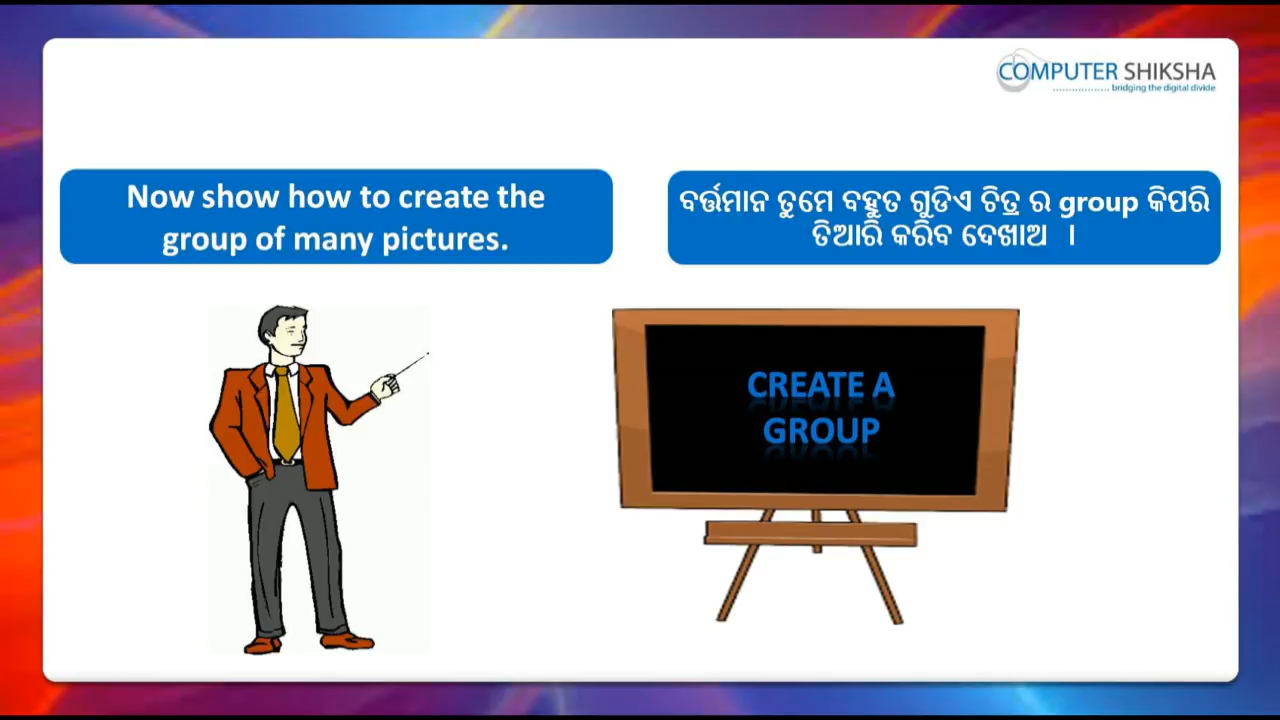 COMPUTER SHIKSHA
bridging the digital divide
Now show how to create the
group of many pictures.
ବର୍ତ୍ତମାନ ତୁମେ ବହୁତ ଗୁଡିଏ ଚିତ୍ର ର group କିପରି
ତିଆରି କରିବ ଦେଖାଅ ।
CREATE A
GROUP